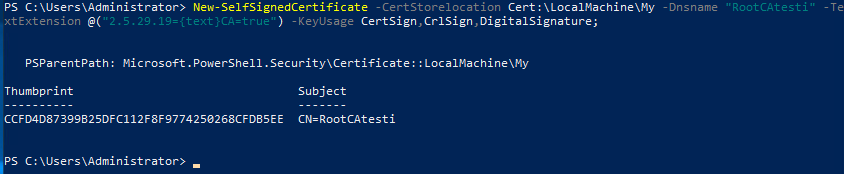 PS C:\Users\Administrator> New-SelfSignedCertificate -CertStorelocation Cert:\LocalMachine\My -Dnsname "RootCAtesti" -Te
xtExtension @("2.5.29.19={text}CA=true") -KeyUsage CertSign,CrlSign,DigitalSignature;
PSParentPath: Microsoft.PowerShell.Security\Certificate::LocalMachine\My
Thumbprint Subject
---------- -------
CCFD4D87399B25DFC112F8F9774250268CFDB5EE CN=RootCAtesti
PS C:\Users\Administrator> _